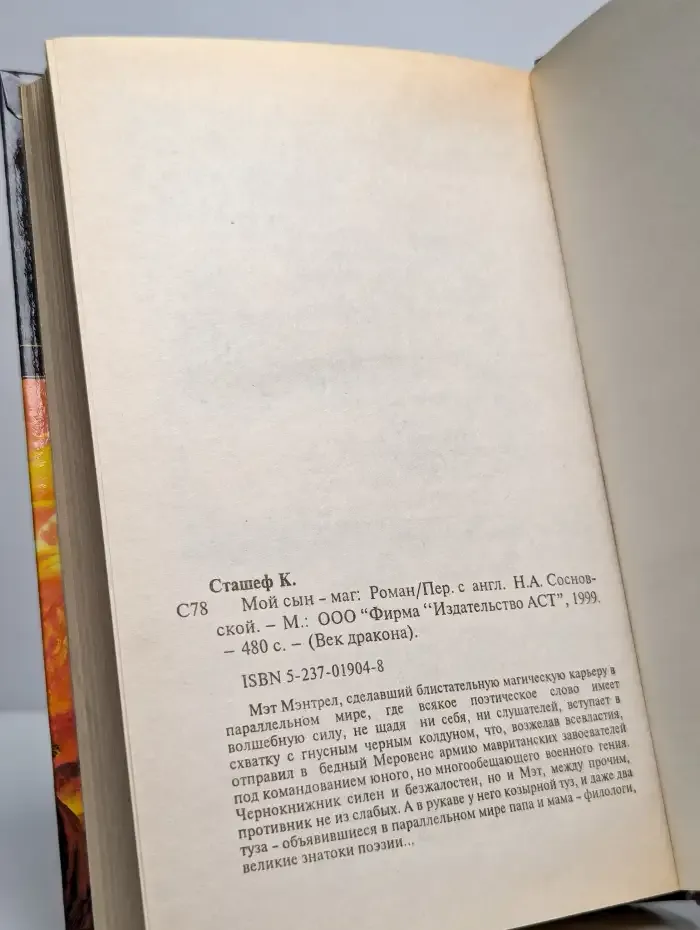 Сташеф К.
С78 Мой сын – маг: Роман/Пер. с англ. Н.А. Соснов-
ской. – М.: ООО "Фирма "Издательство АСТ", 1999.
– 480 с. – (Век дракона).
ISBN 5-237-01904-8
Мэт Мэнтрел, сделавший блистательную магическую карьеру в
параллельном мире, где всякое поэтическое слово имеет
волшебную силу, не щадя ни себя, ни слушателей, вступает в
схватку с гнусным черным колдуном, что, возжелав всевластия,
отправил в бедный Меровенс армию мавританских завоевателей
под командованием юного, но многообещающего военного гения.
Чернокнижник силен и безжалостен, но и Мэт, между прочим,
противник не из слабых. А в рукаве у него козырной туз, и даже два
туза – объявившиеся в параллельном мире папа и мама – филологи,
великие знатоки поэзии...